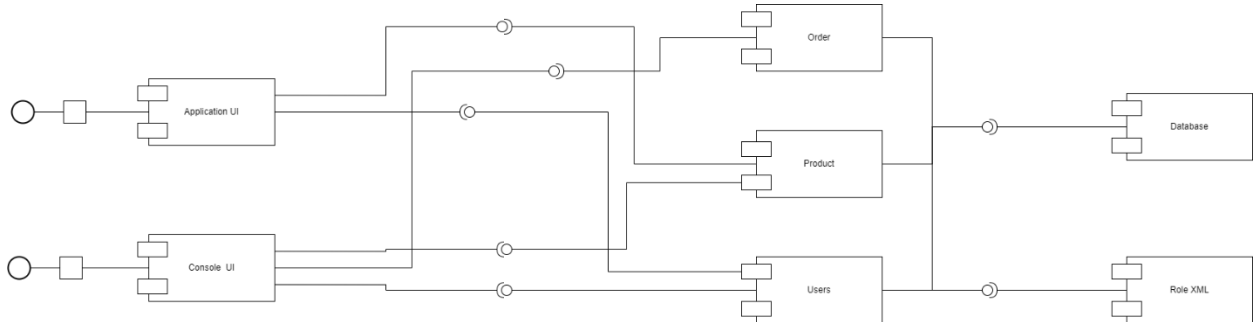 Order
Application UI
Database
Product
Console UI
Users
Role XML